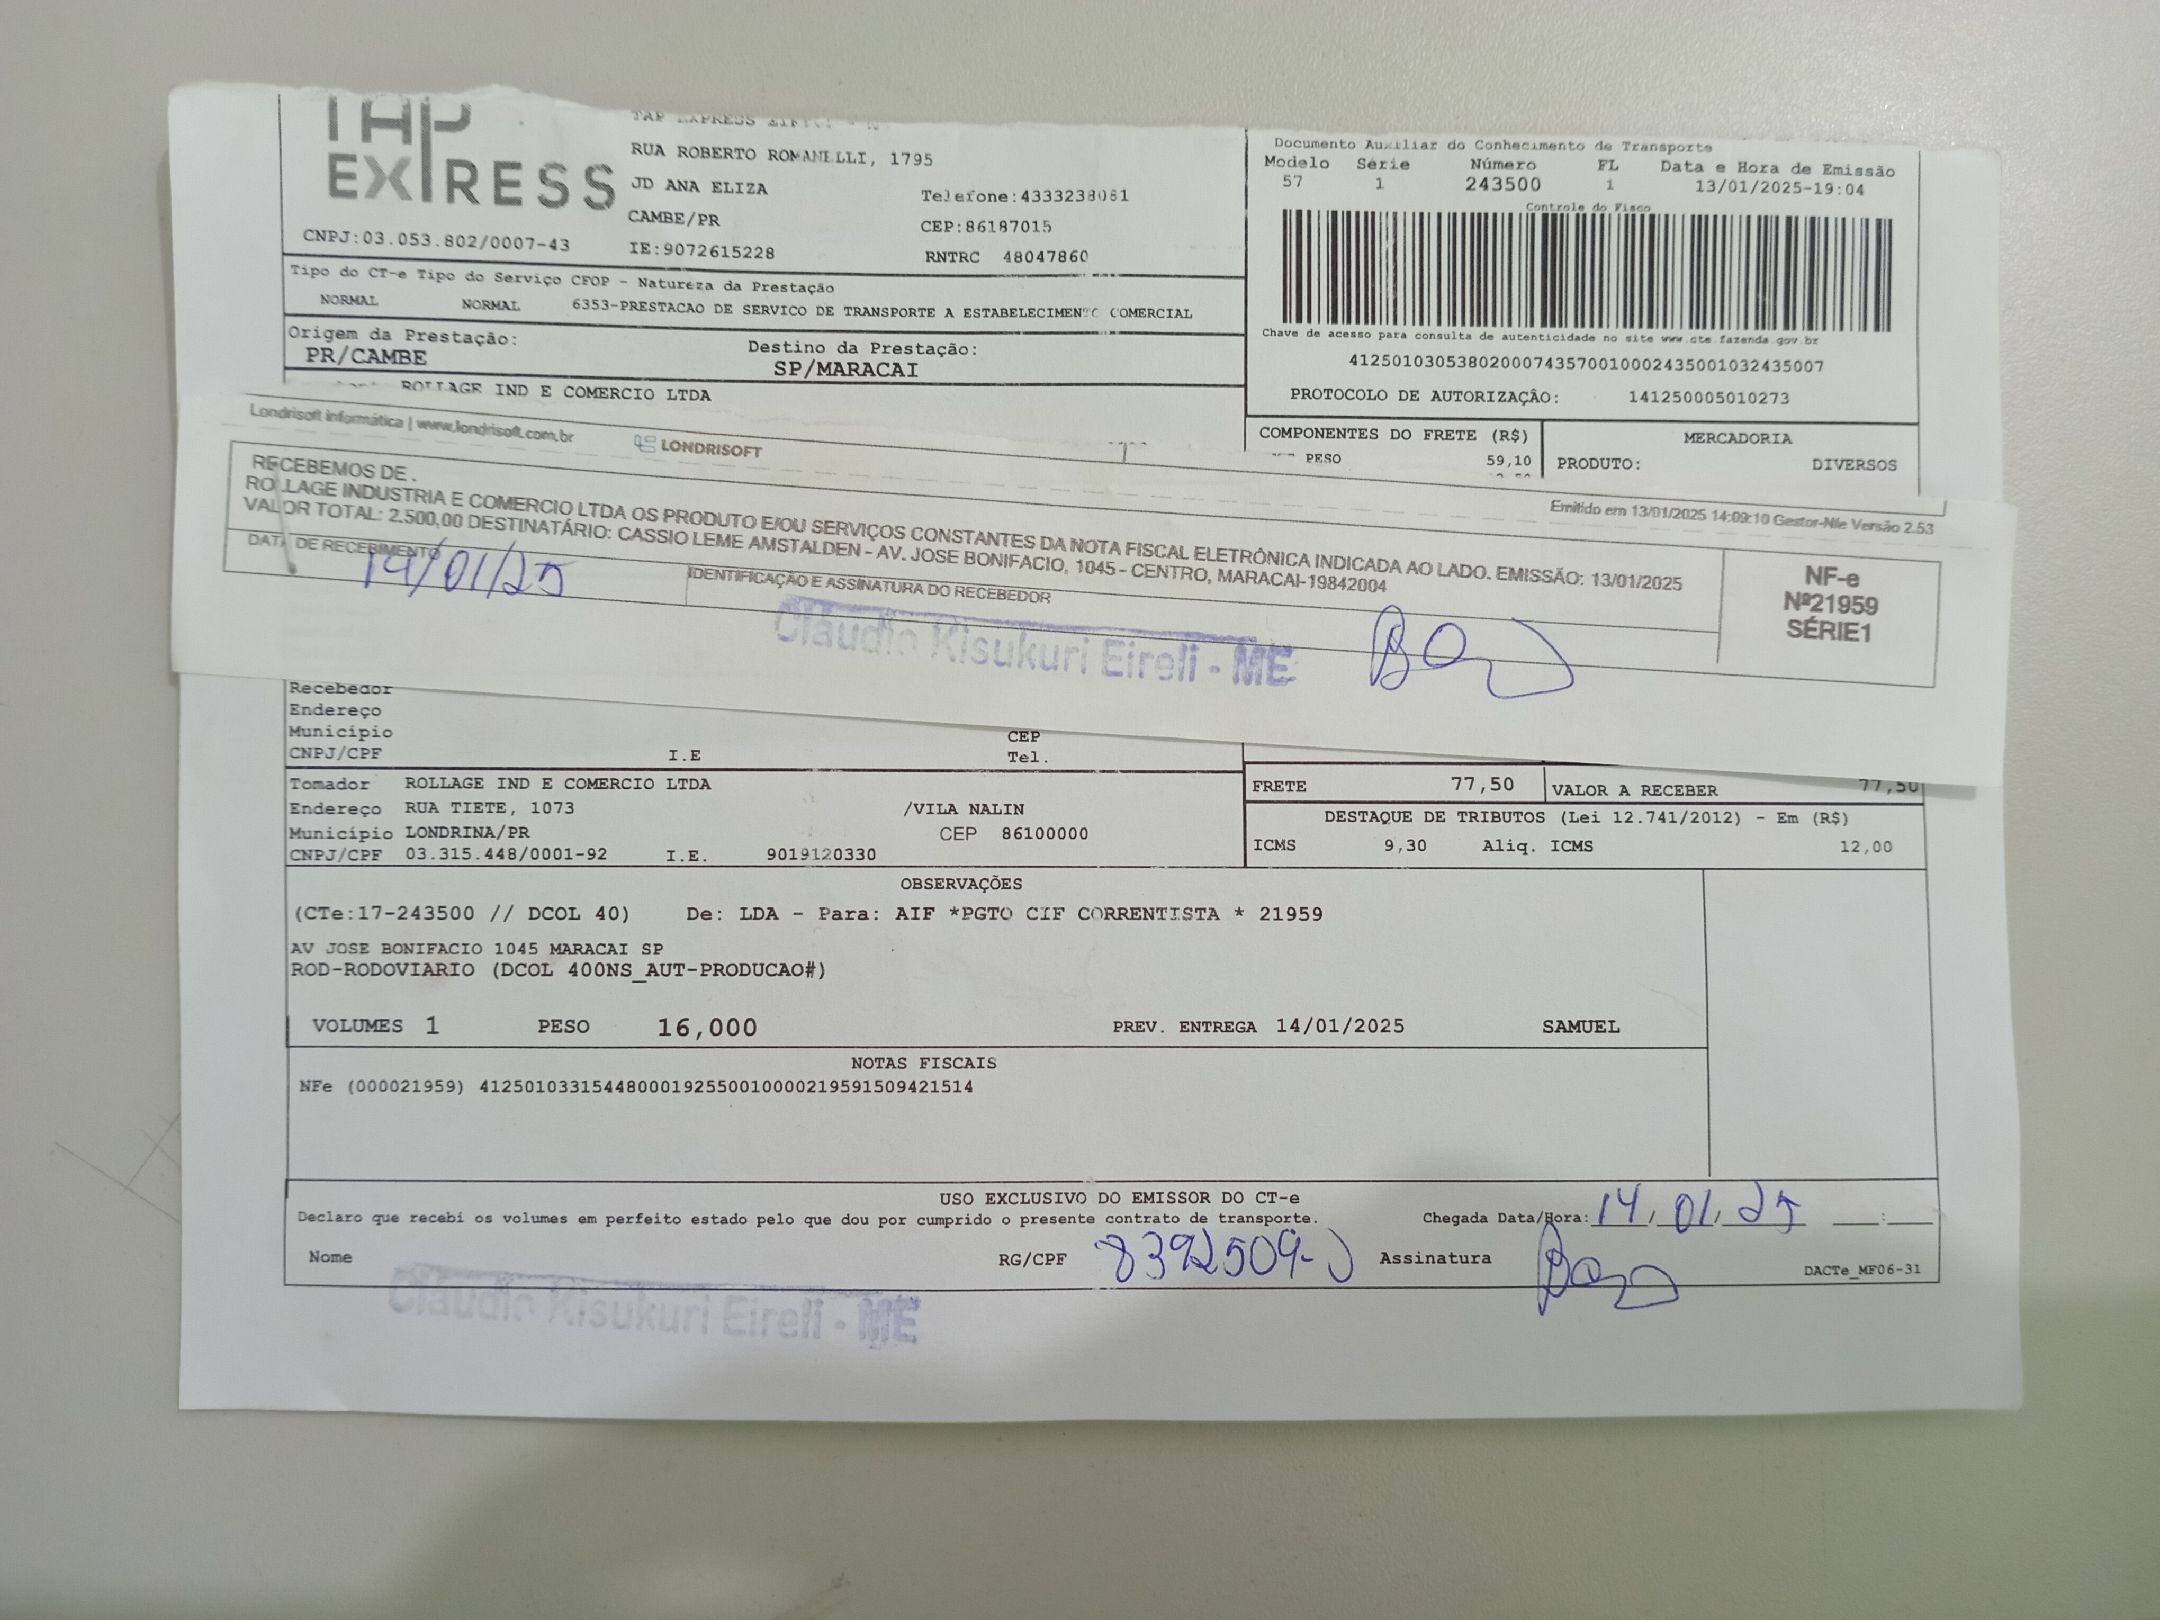 TAP
EXPRESS
RUA ROBERTO ROMANELLI, 1795
JD ANA ELIZA
Telefone:4333238081
CAMBE/PR
CEP:86187015
CNPJ:03.053.802/0007-43
IE:9072615228
RNTRC 48047860
Documento Auxiliar do Conhecimento de Transporte
Modelo Série Número FL Data e Hora de Emissão
57 1 243500 1 13/01/2025-19:04
Controle do Fisco
Tipo do CT-e Tipo do Serviço CFOP - Natureza da Prestação
NORMAL NORMAL 6353-PRESTACAO DE SERVICO DE TRANSPORTE A ESTABELECIMENTO COMERCIAL
Chave de acesso para consulta de autenticidade no site www.cte.fazenda.gov.br
41250103053802000743570010002435001032435007
Origem da Prestação:
PR/CAMBE
Destino da Prestação:
SP/MARACAI
PROTOCOLO DE AUTORIZAÇÃO: 141250005010273
ROLLAGE IND E COMERCIO LTDA
COMPONENTES DO FRETE (R$)
MERCADORIA
PESO 59,10
PRODUTO: DIVERSOS
Londrisoft Informática | www.londrisoft.com.br
LONDRISOFT
Emitido em 13/01/2025 14:09:10 Gestor-Nfe Versão 2.53
RECEBEMOS DE .
ROLLAGE INDUSTRIA E COMERCIO LTDA OS PRODUTO E/OU SERVIÇOS CONSTANTES DA NOTA FISCAL ELETRÔNICA INDICADA AO LADO. EMISSÃO: 13/01/2025
VALOR TOTAL: 2.500,00 DESTINATÁRIO: CASSIO LEME AMSTALDEN - AV. JOSE BONIFACIO, 1045 - CENTRO, MARACAI-19842004
DATA DE RECEBIMENTO
14/01/25
IDENTIFICAÇÃO E ASSINATURA DO RECEBEDOR
Claudio Kisukuri Eireli - ME
NF-e
Nº21959
SÉRIE1
Recebedor
Endereço
Município CEP
CNPJ/CPF I.E Tel.
Tomador ROLLAGE IND E COMERCIO LTDA
Endereço RUA TIETE, 1073 /VILA NALIN
Município LONDRINA/PR CEP 86100000
CNPJ/CPF 03.315.448/0001-92 I.E. 9019120330
FRETE 77,50 VALOR A RECEBER 77,50
DESTAQUE DE TRIBUTOS (Lei 12.741/2012) - Em (R$)
ICMS 9,30 Aliq. ICMS 12,00
OBSERVAÇÕES
(CTe:17-243500 // DCOL 40) De: LDA - Para: AIF *PGTO CIF CORRENTISTA * 21959
AV JOSE BONIFACIO 1045 MARACAI SP
ROD-RODOVIARIO (DCOL 400NS_AUT-PRODUCAO#)
VOLUMES 1 PESO 16,000 PREV. ENTREGA 14/01/2025 SAMUEL
NOTAS FISCAIS
NFe (000021959) 41250103315448000192550010000219591509421514
USO EXCLUSIVO DO EMISSOR DO CT-e
Declaro que recebi os volumes em perfeito estado pelo que dou por cumprido o presente contrato de transporte.
Chegada Data/Hora: 14/01/25 __:__
Nome RG/CPF Assinatura
DACTe_MF06-31
Claudio Kisukuri Eireli - ME